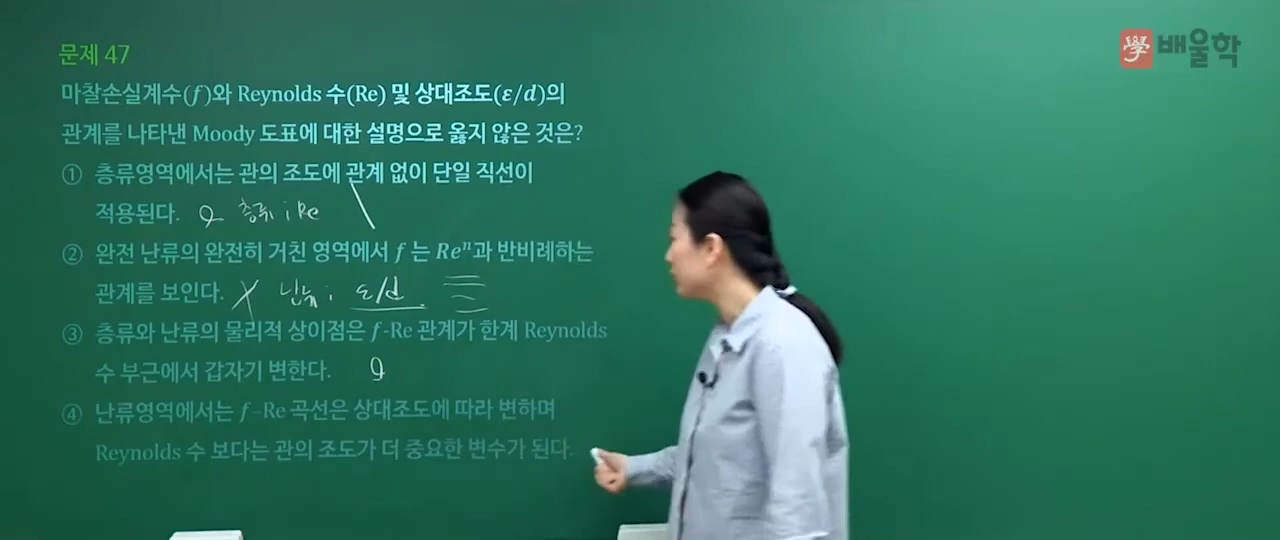 學 배울학
문제 47
마찰손실계수(f)와 Reynolds 수(Re) 및 상대조도(ε/d)의
관계를 나타낸 Moody 도표에 대한 설명으로 옳지 않은 것은?
① 층류영역에서는 관의 조도에 관계 없이 단일 직선이
적용된다. 층류 : Re
② 완전 난류의 완전히 거친 영역에서 f 는 Reⁿ과 반비례하는
관계를 보인다. X 난류 : ε/d
③ 층류와 난류의 물리적 상이점은 f-Re 관계가 한계 Reynolds
수 부근에서 갑자기 변한다.
④ 난류영역에서는 f-Re 곡선은 상대조도에 따라 변하며
Reynolds 수 보다는 관의 조도가 더 중요한 변수가 된다.